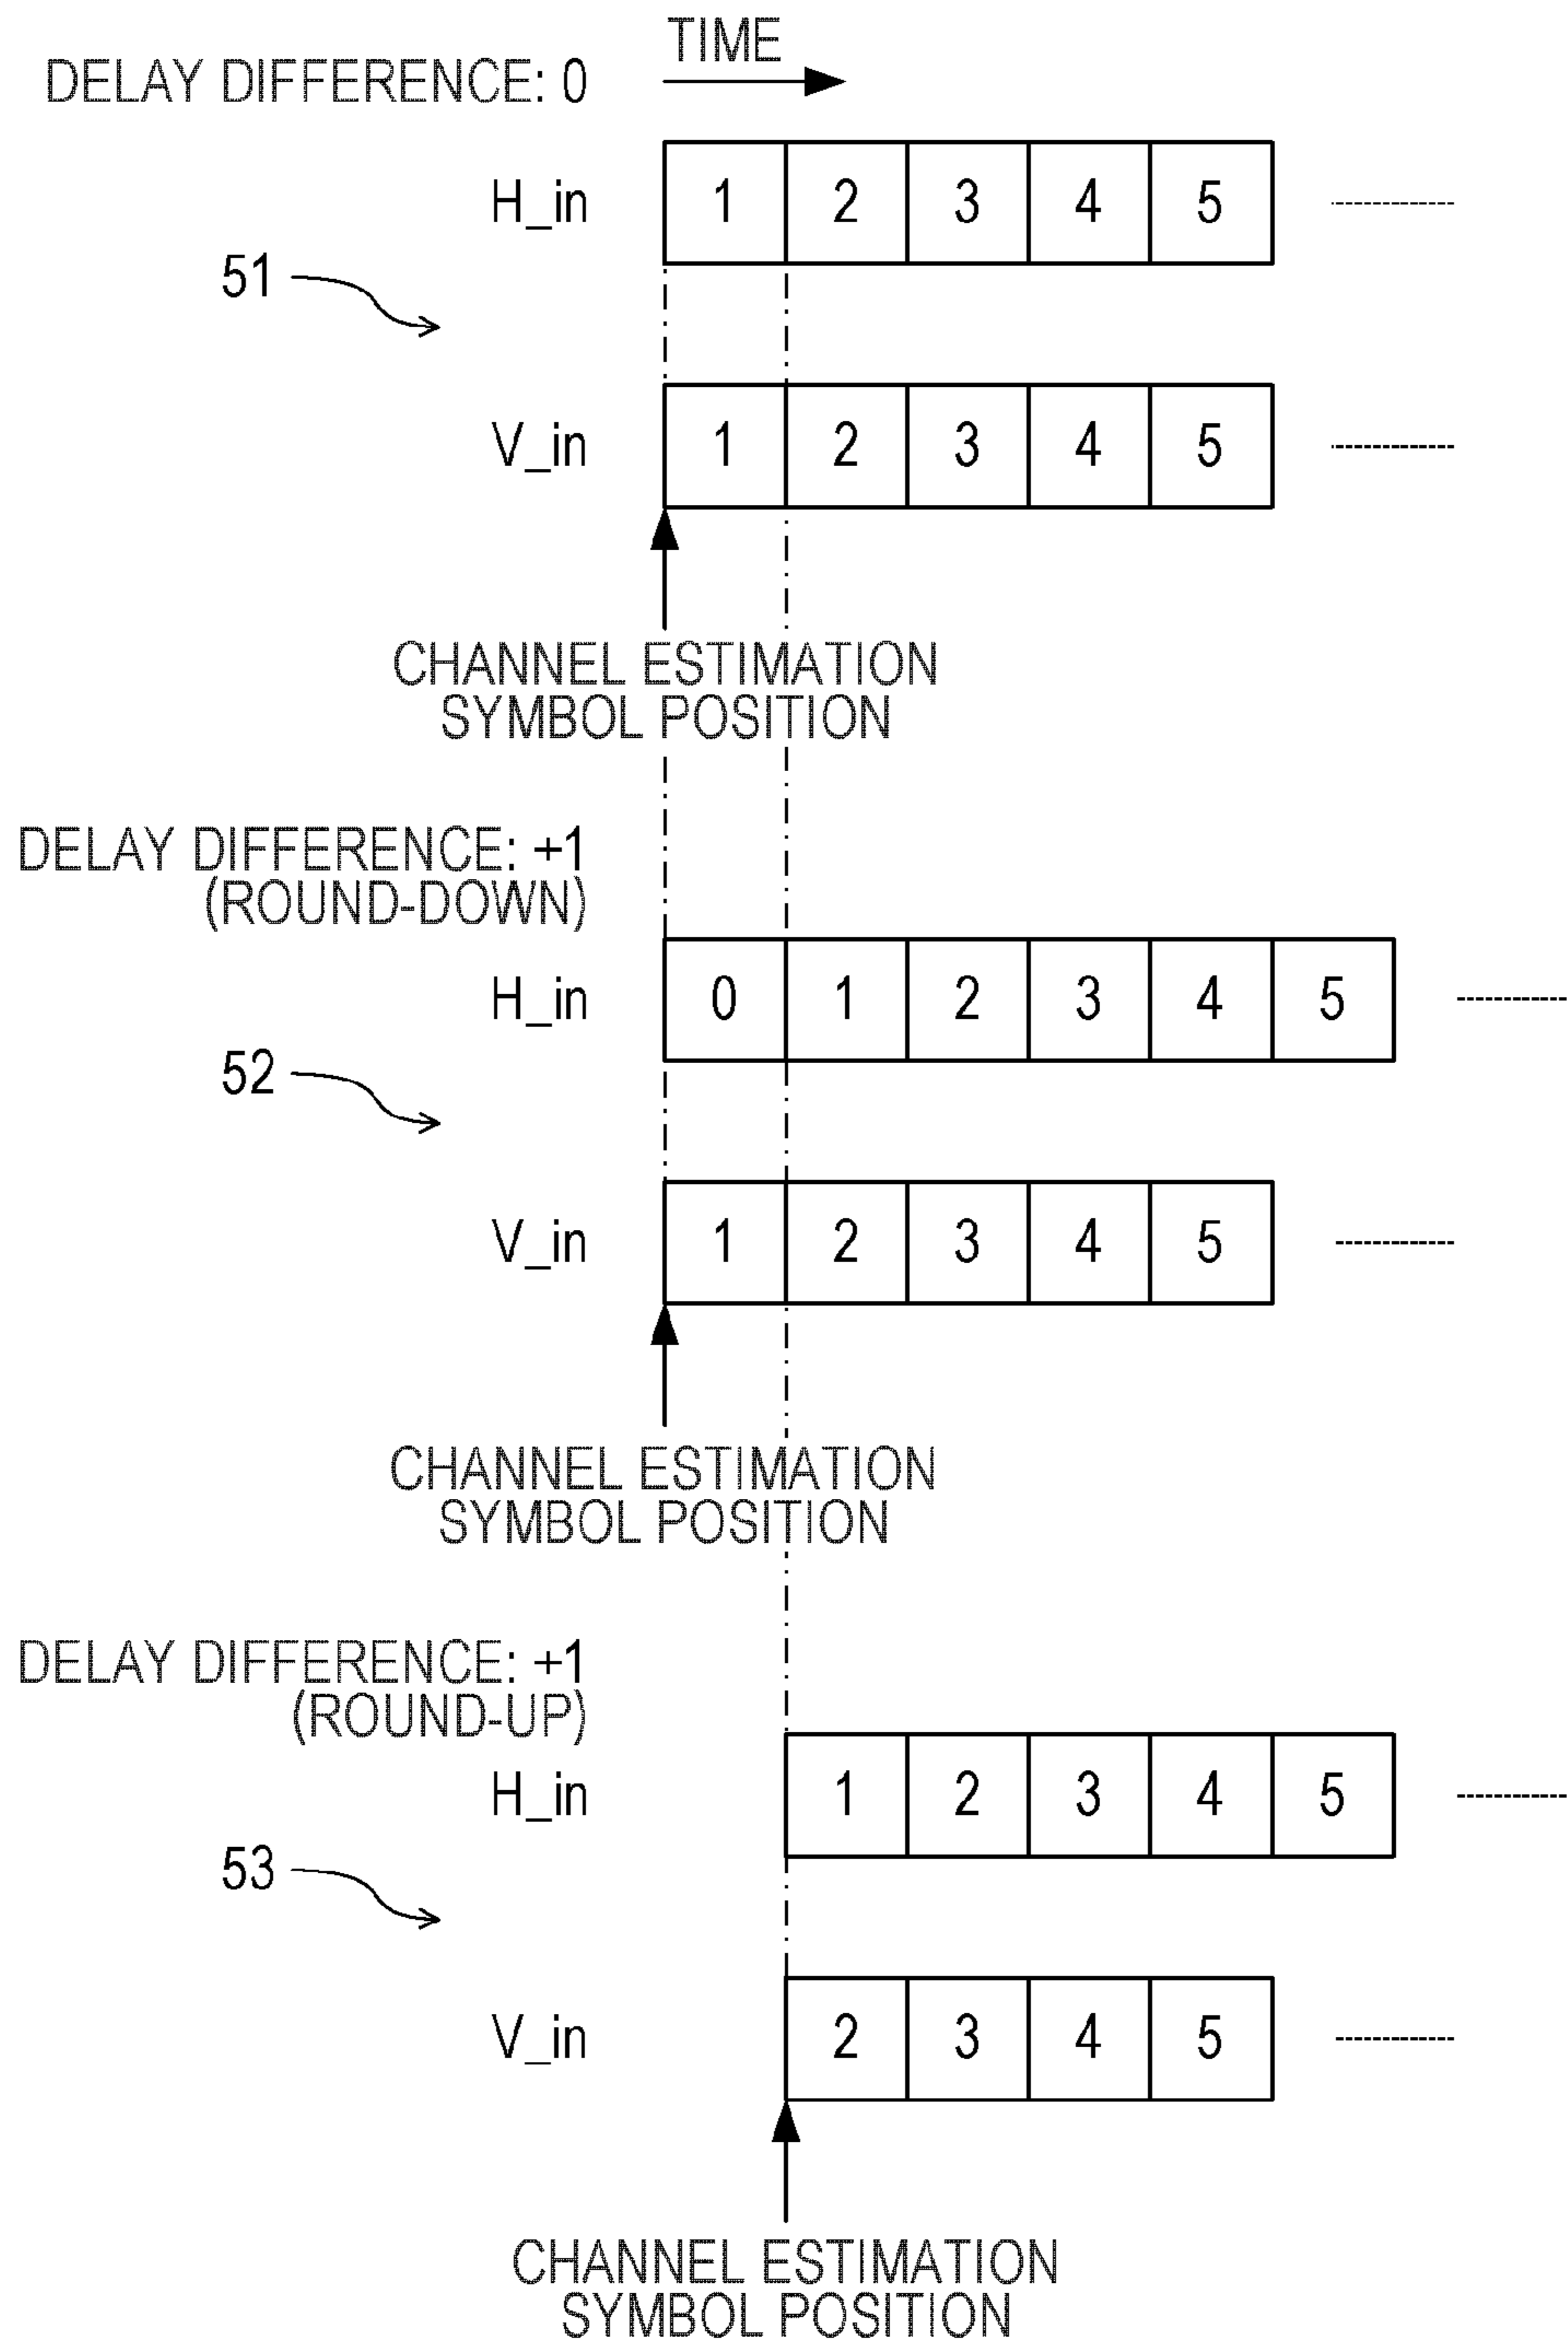 TIME
DELAY DIFFERENCE: 0
H_in 1 2 3 4 5
51
V_in 1 2 3 4 5
CHANNEL ESTIMATION
SYMBOL POSITION
DELAY DIFFERENCE: +1
(ROUND-DOWN)
H_in 0 1 2 3 4 5
52
V_in 1 2 3 4 5
CHANNEL ESTIMATION
SYMBOL POSITION
DELAY DIFFERENCE: +1
(ROUND-UP)
H_in 1 2 3 4 5
53
V_in 2 3 4 5
CHANNEL ESTIMATION
SYMBOL POSITION